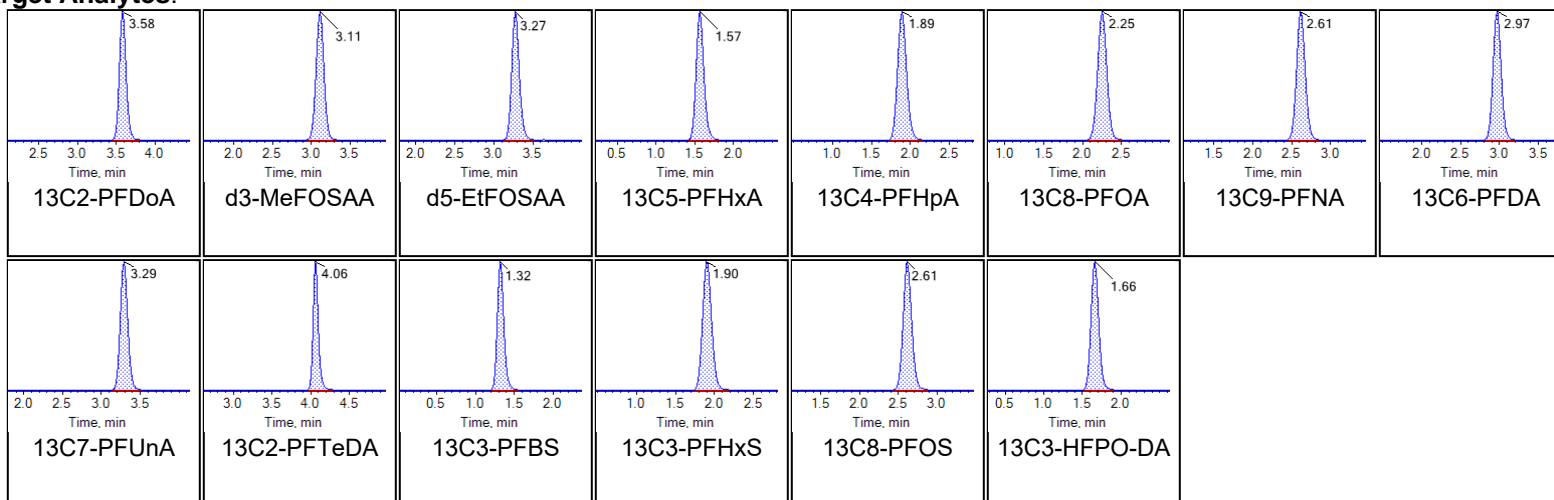 rget Analytes:
3.58 3.11 3.27 1.57 1.89 2.25 2.61 2.97
2.5 3.0 3.5 4.0 2.0 2.5 3.0 3.5 2.0 2.5 3.0 3.5 0.5 1.0 1.5 2.0 1.0 1.5 2.0 2.5 1.0 1.5 2.0 2.5 1.5 2.0 2.5 3.0 2.0 2.5 3.0 3.5
Time, min Time, min Time, min Time, min Time, min Time, min Time, min Time, min
13C2-PFDoA d3-MeFOSAA d5-EtFOSAA 13C5-PFHxA 13C4-PFHpA 13C8-PFOA 13C9-PFNA 13C6-PFDA
3.29 4.06 1.32 1.90 2.61 1.66
2.0 2.5 3.0 3.5 3.0 3.5 4.0 4.5 0.5 1.0 1.5 2.0 1.0 1.5 2.0 2.5 1.5 2.0 2.5 3.0 0.5 1.0 1.5 2.0
Time, min Time, min Time, min Time, min Time, min Time, min
13C7-PFUnA 13C2-PFTeDA 13C3-PFBS 13C3-PFHxS 13C8-PFOS 13C3-HFPO-DA